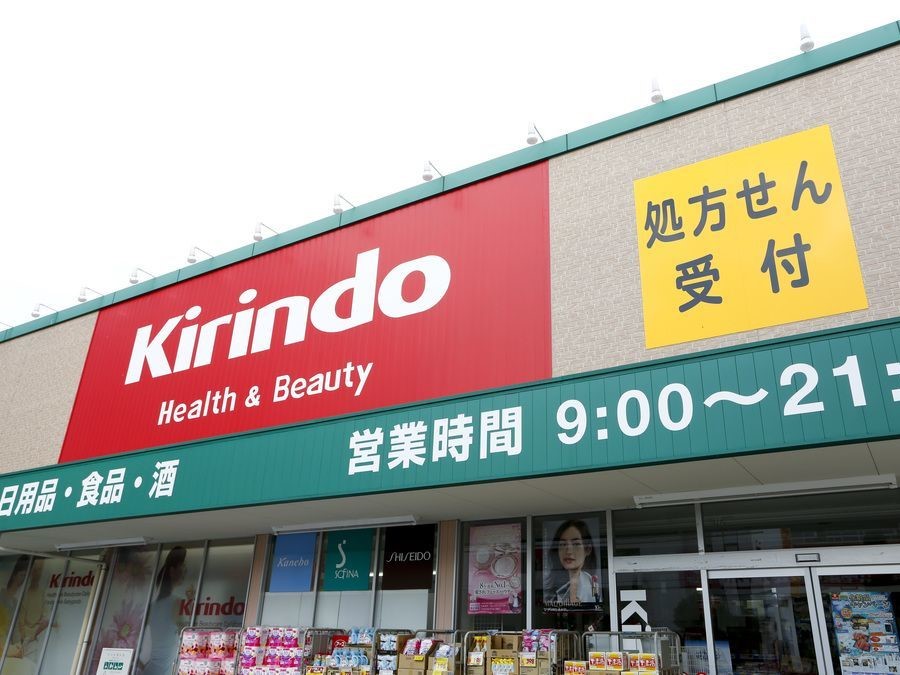 Kirindo
Health & Beauty
処方せん
受付
日用品・食品・酒
営業時間 9:00〜21:
Kanebo
SOFINA
SHISEIDO
Kirindo
Kirindo